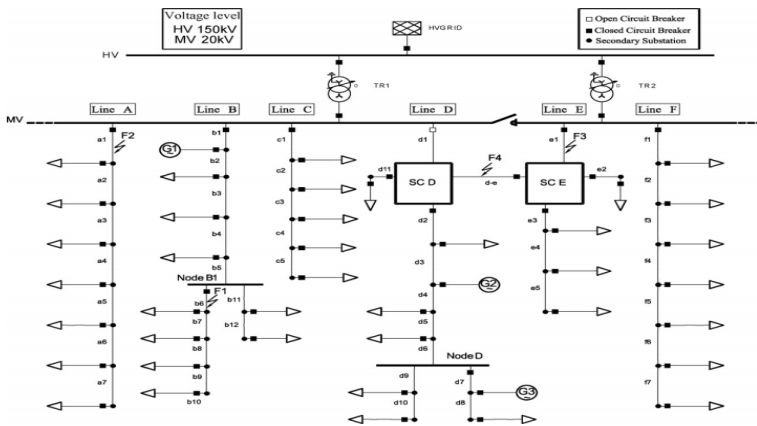 Voltage level
HV 150kV
MV 20kV
HVGRID
Open Circuit Breaker
Closed Circuit Breaker
Secondary Substation
HV
TR1
TR2
Line A
Line B
Line C
Line D
Line E
Line F
MV
a1
F2
a2
a3
a4
a5
a6
a7
b1
G1
b2
b3
b4
b5
Node B1
b6
F1
b11
b7
b12
b8
b9
b10
c1
c2
c3
c4
c5
d1
d11
SC D
F4
d-e
d2
d3
d4
G2
d5
d6
Node D
d9
d7
d10
d8
G3
e1
F3
SC E
e2
e3
e4
e5
f1
f2
f3
f4
f5
f6
f7